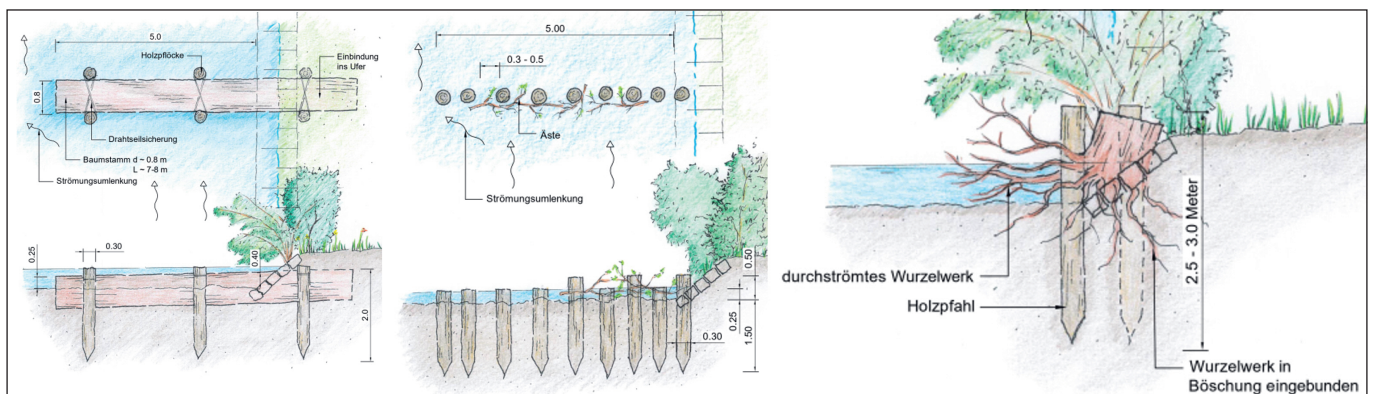 5.0
Holzpflöcke
Einbindung
ins Ufer
0.8
Drahtseilsicherung
Baumstamm d ~ 0.8 m
L ~ 7-8 m
Strömungsumlenkung
0.25
0.30
0.40
2.0
5.00
0.3 - 0.5
Äste
Strömungsumlenkung
0.50
0.25
0.30
1.50
durchströmtes Wurzelwerk
Holzpfahl
2.5 - 3.0 Meter
Wurzelwerk in
Böschung eingebunden